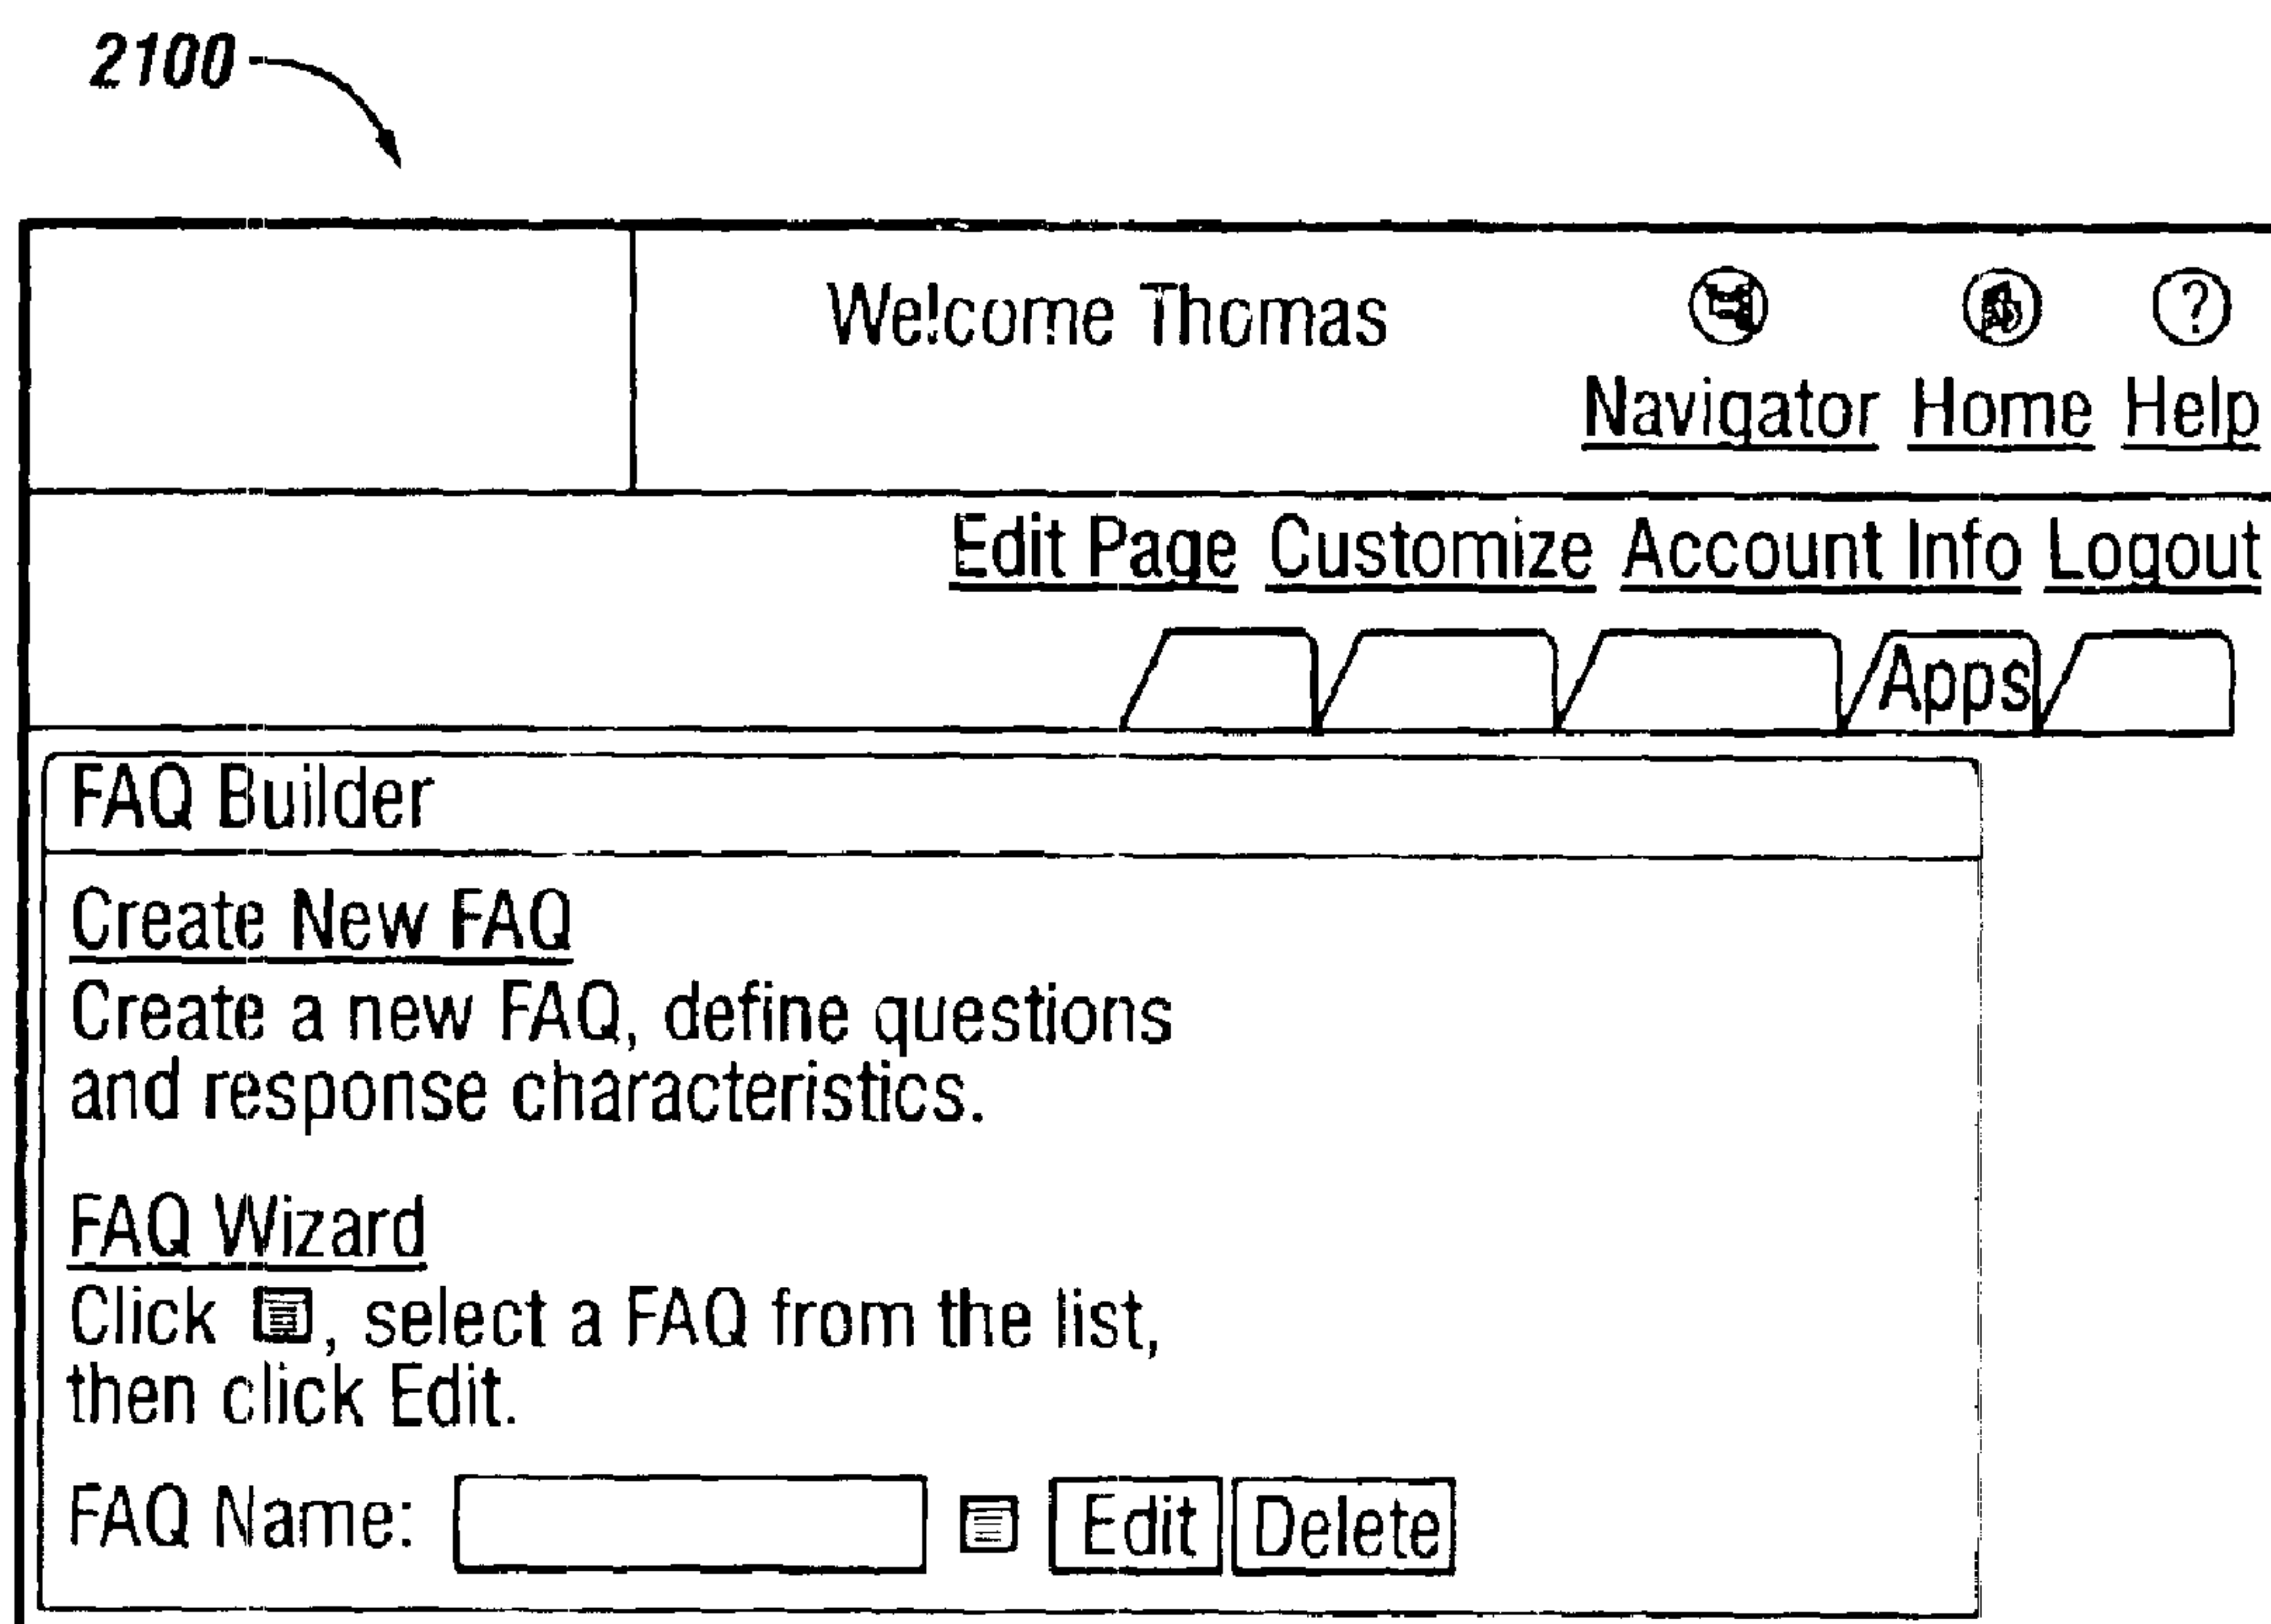 2100
Welcome Thomas
?
Navigator Home Help
Edit Page Customize Account Info Logout
Apps
FAQ Builder
Create New FAQ
Create a new FAQ, define questions
and response characteristics.
FAQ Wizard
Click , select a FAQ from the list,
then click Edit.
FAQ Name: Edit Delete